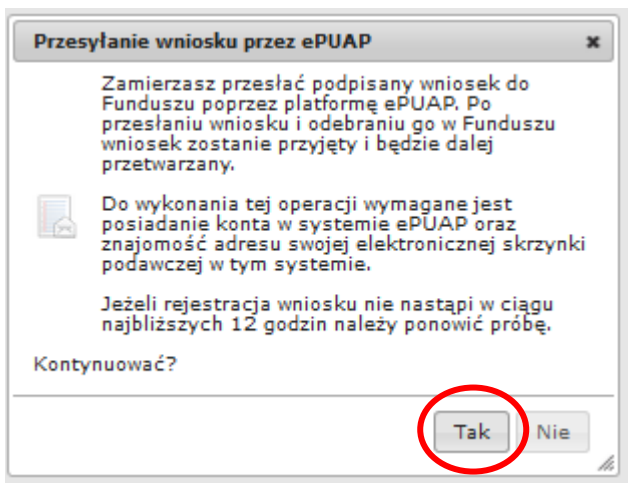 Przesyłanie wniosku przez ePUAP
Zamierzasz przesłać podpisany wniosek do
Funduszu poprzez platformę ePUAP. Po
przesłaniu wniosku i odebraniu go w Funduszu
wniosek zostanie przyjęty i będzie dalej
przetwarzany.
Do wykonania tej operacji wymagane jest
posiadanie konta w systemie ePUAP oraz
znajomość adresu swojej elektronicznej skrzynki
podawczej w tym systemie.
Jeżeli rejestracja wniosku nie nastąpi w ciągu
najbliższych 12 godzin należy ponowić próbę.
Kontynuować?
Tak Nie